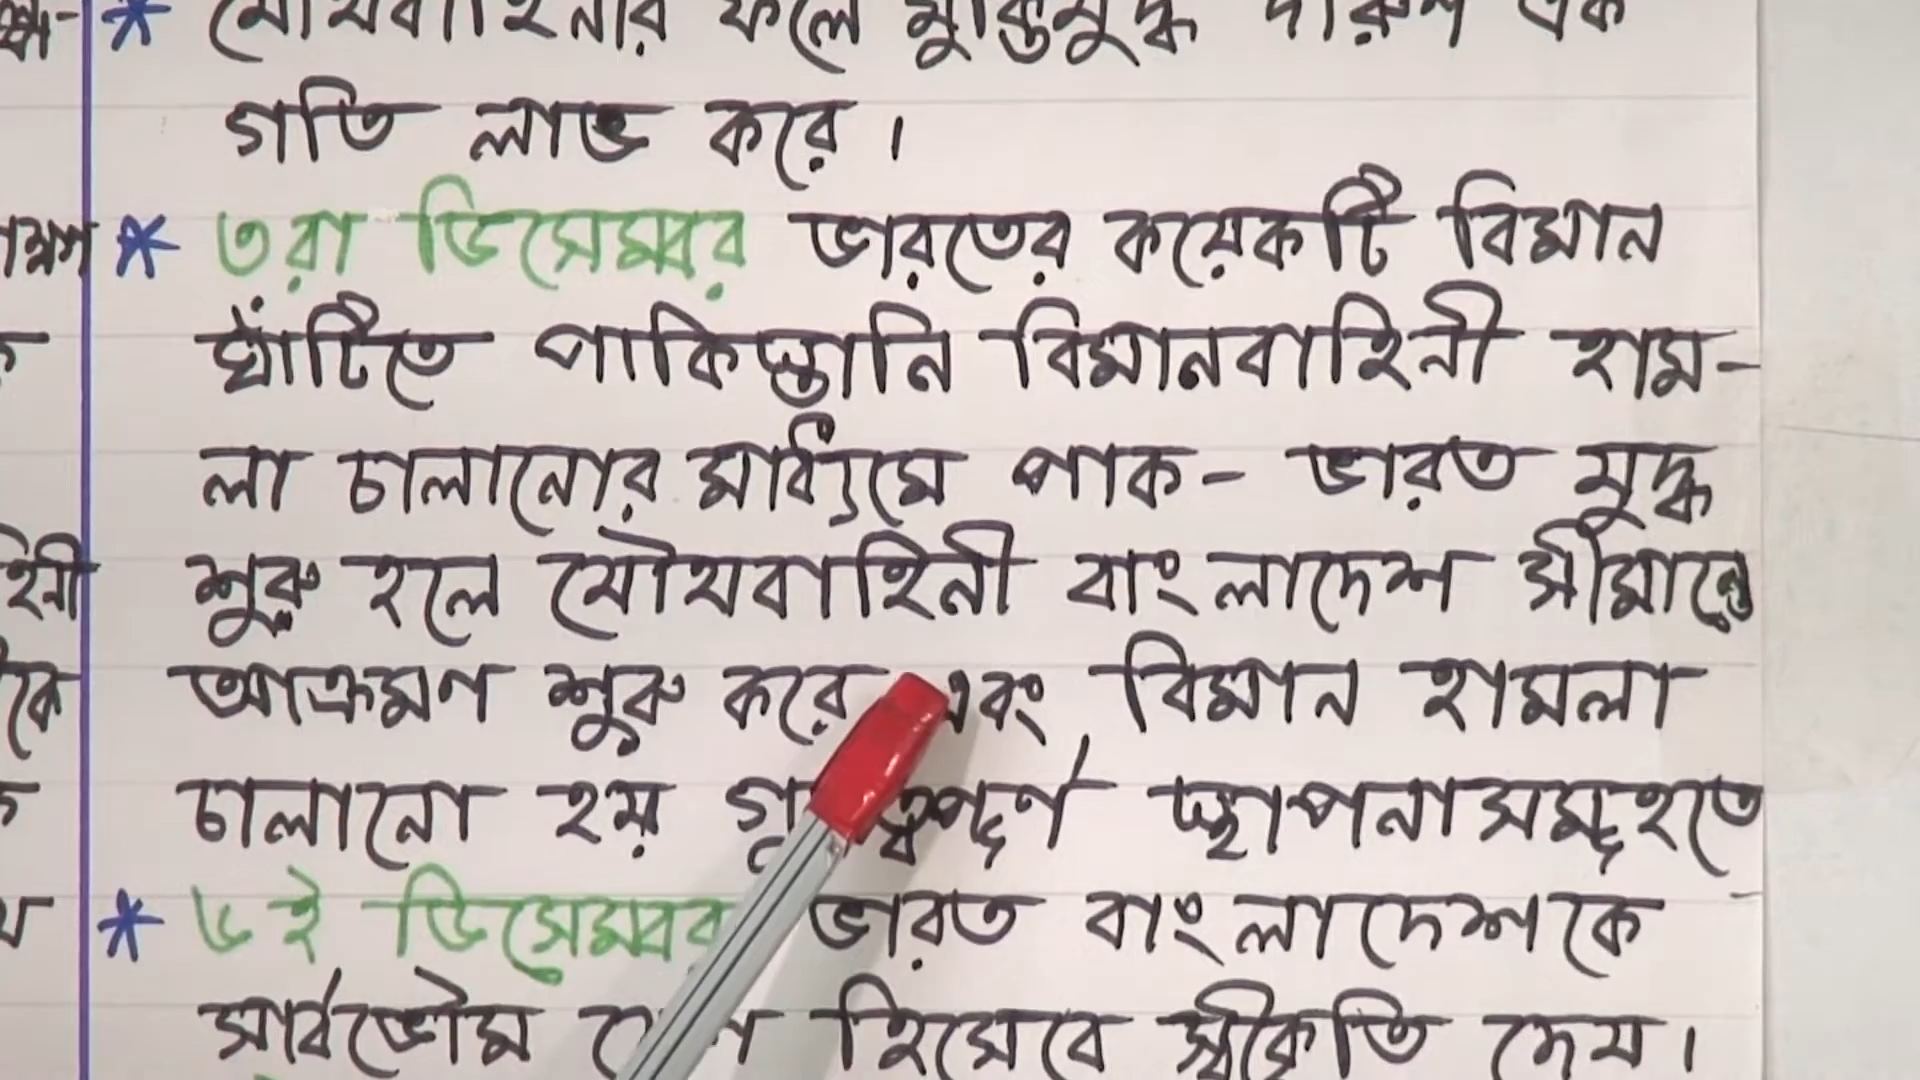 * যৌথবাহিনীর ফলে মুক্তিযুদ্ধ দারুণ এক
গতি লাভ করে।
* ৩রা ডিসেম্বর ভারতের কয়েকটি বিমান
ঘাঁটিতে পাকিস্তানি বিমানবাহিনী হাম-
লা চালানোর মাধ্যমে পাক- ভারত যুদ্ধ
শুরু হলে যৌথবাহিনী বাংলাদেশ সীমান্তে
আক্রমণ শুরু করে এবং বিমান হামলা
চালানো হয় স্থাপনাসমূহতে
* ৬ই ডিসেম্বর ভারত বাংলাদেশকে
সার্বভৌম হিসেবে স্বীকৃতি দেয়।